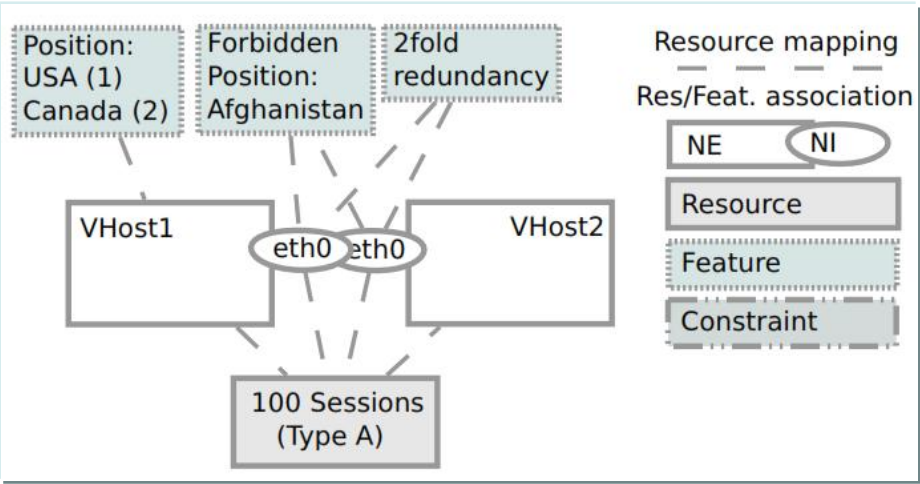 Position:
USA (1)
Canada (2)
Forbidden
Position:
Afghanistan
2fold
redundancy
VHost1
eth0
eth0
VHost2
100 Sessions
(Type A)
Resource mapping
Res/Feat. association
NE
NI
Resource
Feature
Constraint